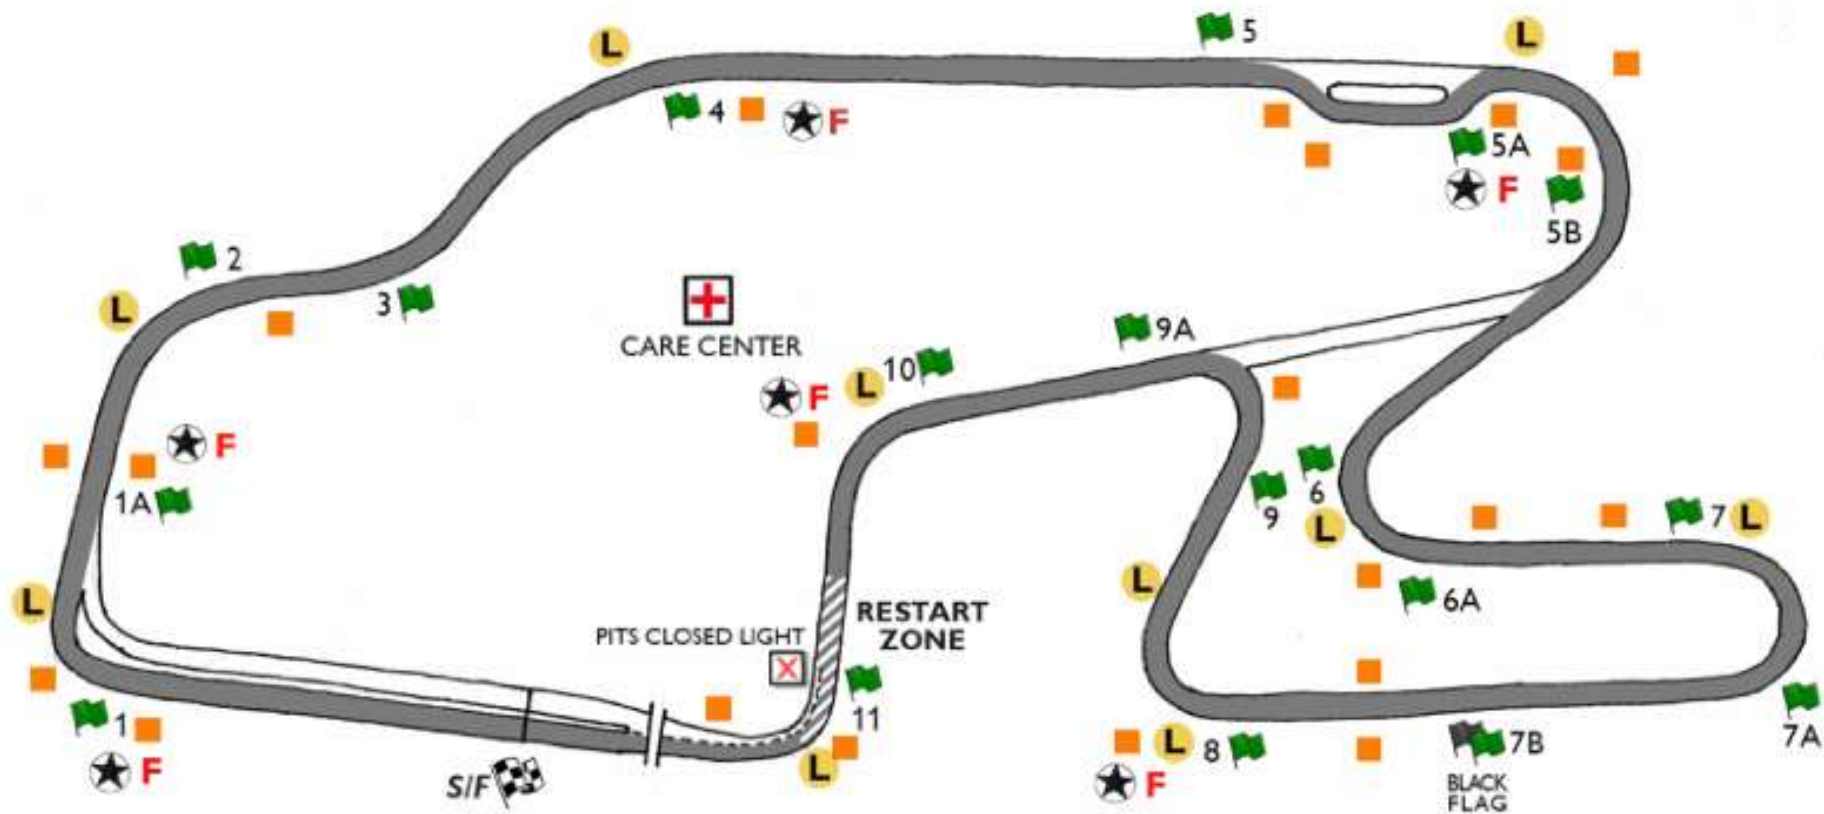 L
5
L
4
F
5A
F
5B
2
3
L
9A
CARE CENTER
10
L
F
F
1A
6
9
L
7 L
L
L
6A
RESTART
ZONE
PITS CLOSED LIGHT
X
11
1
F
S/F
L
L
8
7B
7A
F
BLACK
FLAG